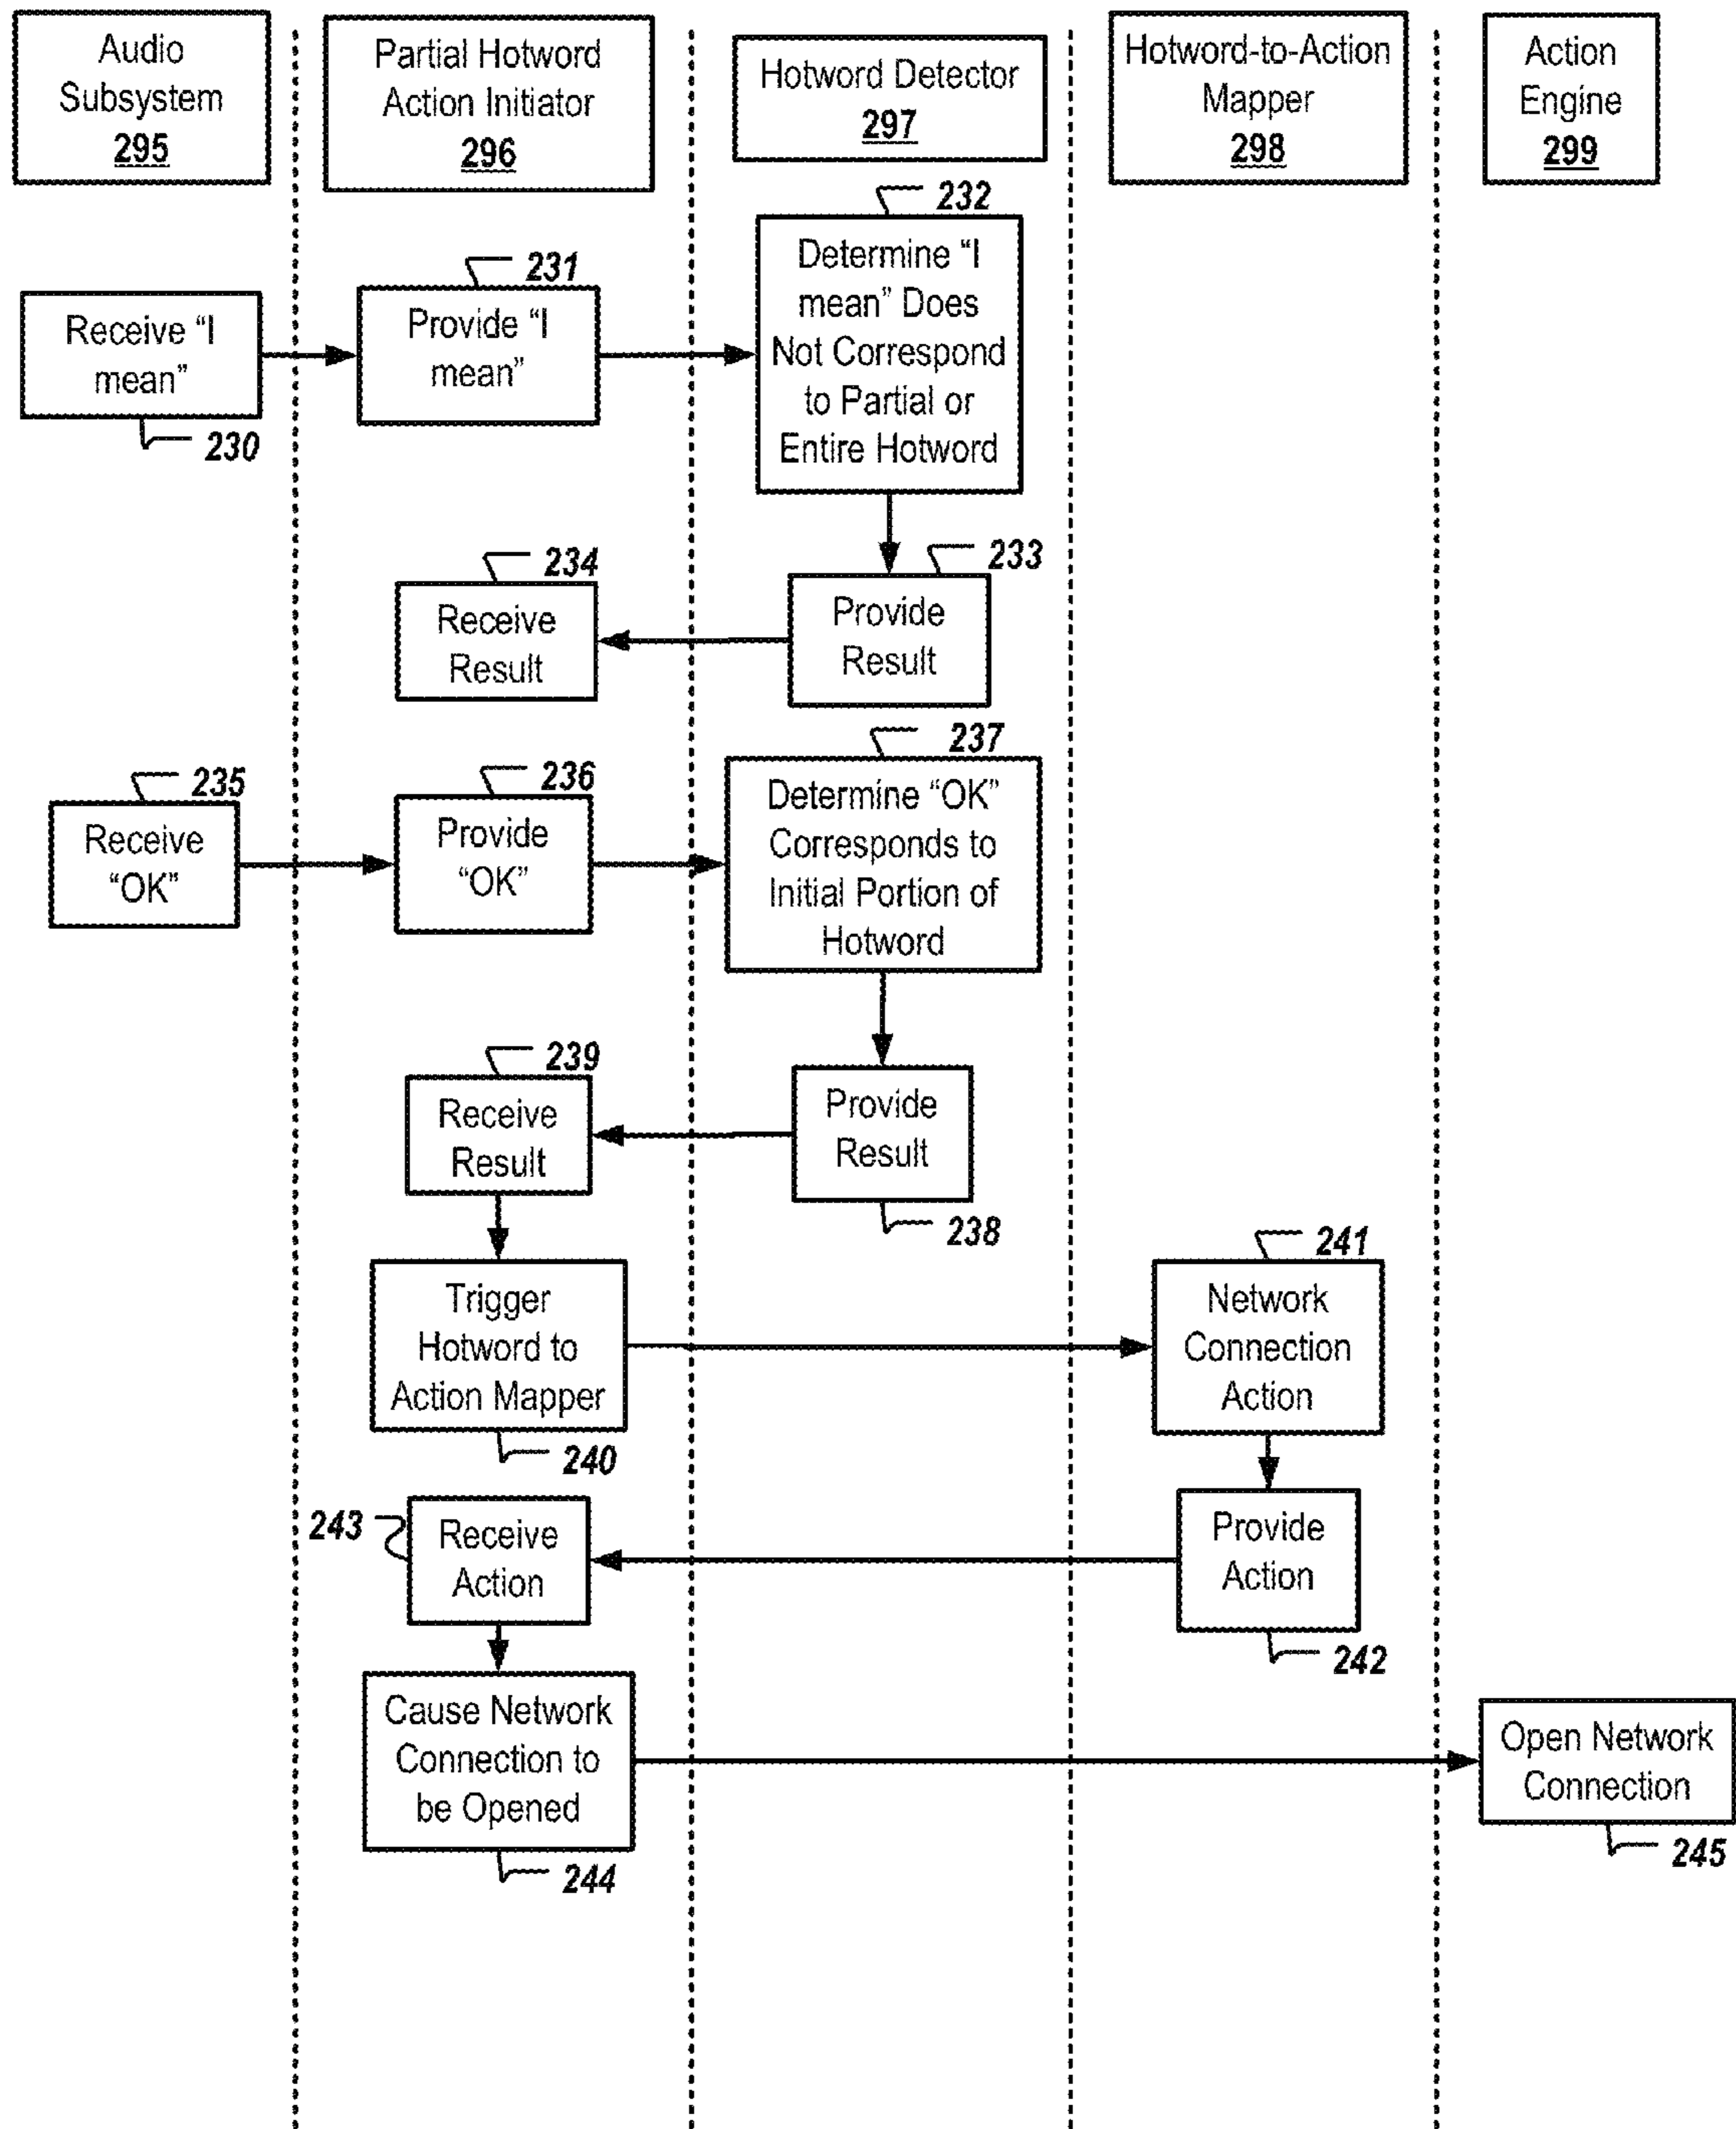 Audio
Subsystem
295
Partial Hotword
Action Initiator
296
Hotword Detector
297
Hotword-to-Action
Mapper
298
Action
Engine
299
230
Receive “I
mean”
231
Provide “I
mean”
232
Determine “I
mean” Does
Not Correspond
to Partial or
Entire Hotword
233
Provide
Result
234
Receive
Result
235
Receive
“OK”
236
Provide
“OK”
237
Determine “OK”
Corresponds to
Initial Portion of
Hotword
Provide
Result
238
239
Receive
Result
Trigger
Hotword to
Action Mapper
240
241
Network
Connection
Action
Provide
Action
242
243
Receive
Action
Cause Network
Connection to
be Opened
244
Open Network
Connection
245